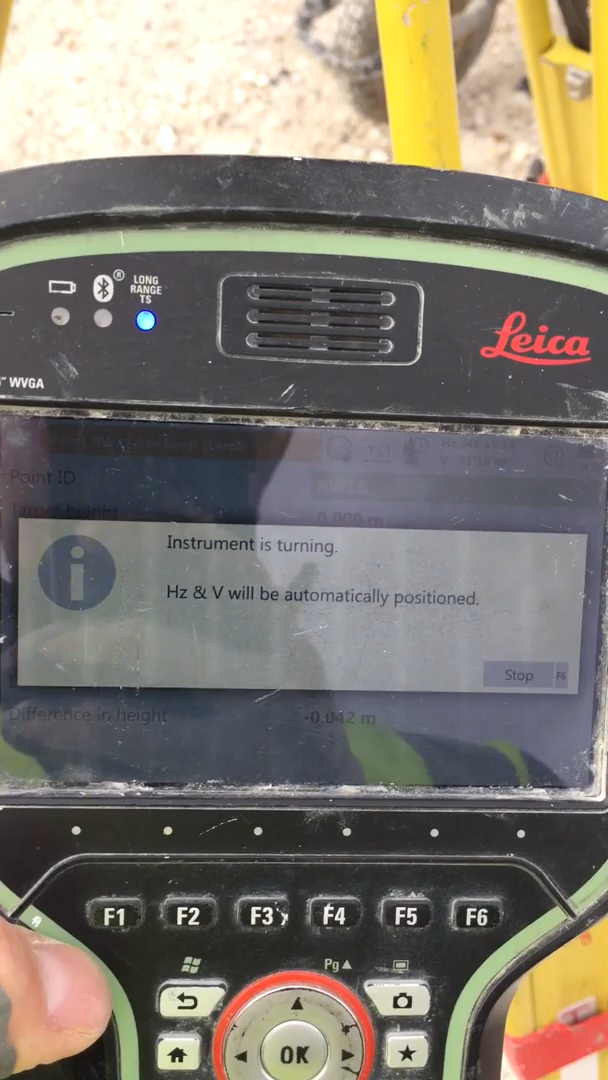 ®
LONG
RANGE
TS
Leica
" WVGA
Point ID
Target height
0.000 m
Instrument is turning.
Hz & V will be automatically positioned.
Stop
F6
Difference in height
-0.042 m
F1
F2
F3
F4
F5
F6
Pg
OK